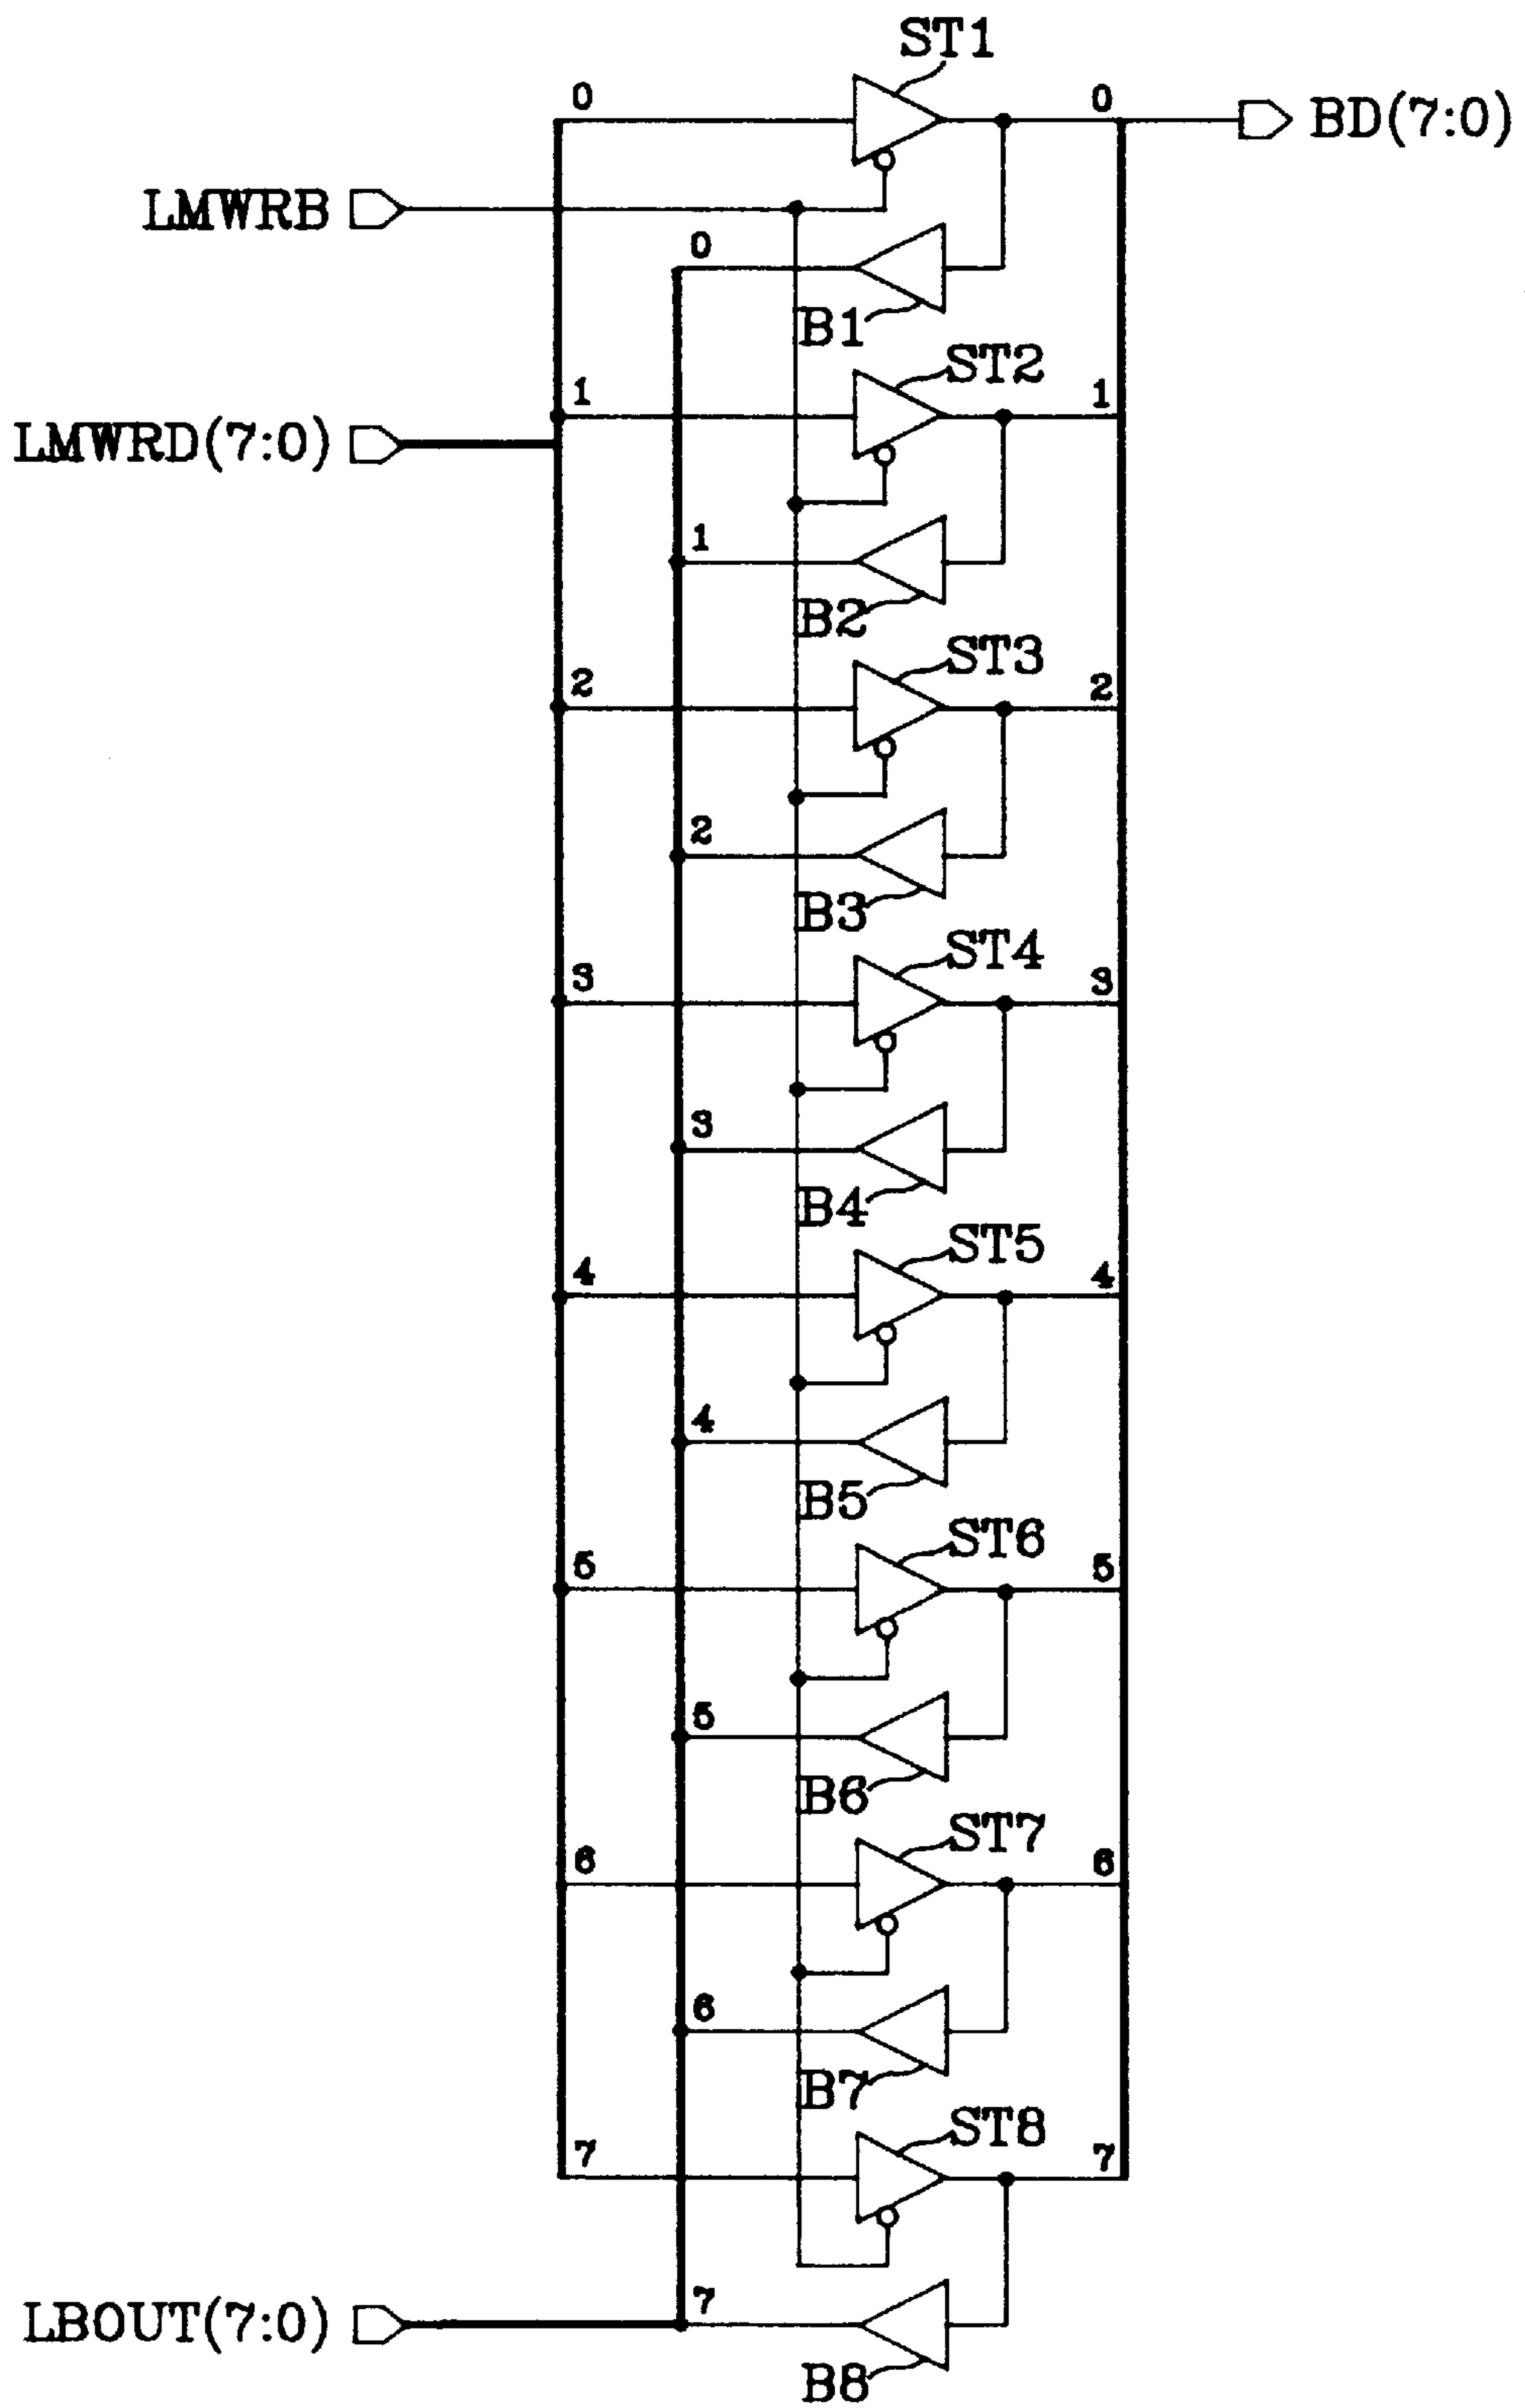 ST1
0 0 BD(7:0)
LMWRB
0
B1
ST2
1 1
LMWRD(7:0)
1
B2
ST3
2 2
2
B3
ST4
3 3
3
B4
ST5
4 4
4
B5
ST6
5 5
5
B6
ST7
6 6
6
B7
ST8
7 7
7
LBOUT(7:0)
B8